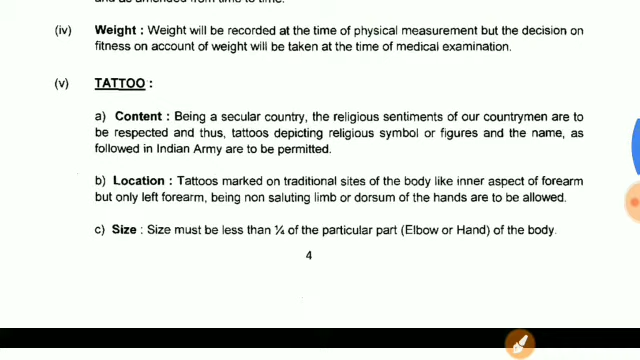 (iv) Weight : Weight will be recorded at the time of physical measurement but the decision on
fitness on account of weight will be taken at the time of medical examination.
(v) TATTOO :
a) Content : Being a secular country, the religious sentiments of our countrymen are to
be respected and thus, tattoos depicting religious symbol or figures and the name, as
followed in Indian Army are to be permitted.
b) Location : Tattoos marked on traditional sites of the body like inner aspect of forearm
but only left forearm, being non saluting limb or dorsum of the hands are to be allowed.
c) Size : Size must be less than ¼ of the particular part (Elbow or Hand) of the body.
4